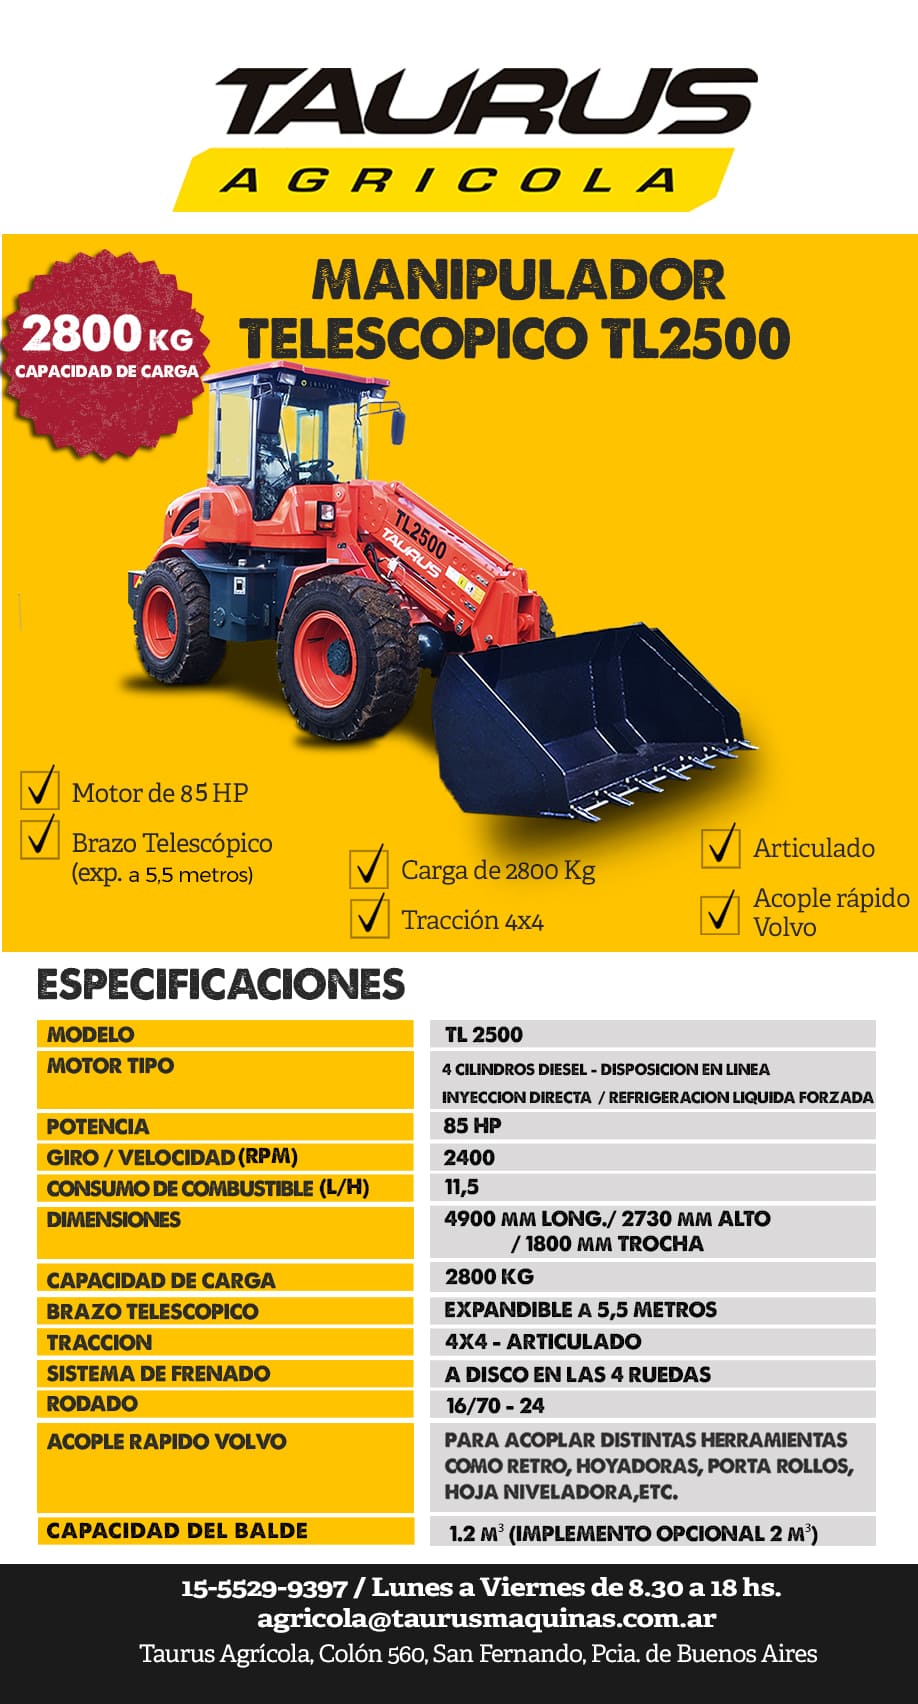 TAURUS
AGRICOLA
MANIPULADOR
TELESCOPICO TL2500
2800 KG
CAPACIDAD DE CARGA
TL2500
TAURUS
Motor de 85 HP
Brazo Telescópico
(exp. a 5,5 metros)
Carga de 2800 Kg
Tracción 4x4
Articulado
Acople rápido
Volvo
ESPECIFICACIONES
MODELO TL 2500
MOTOR TIPO 4 CILINDROS DIESEL - DISPOSICION EN LINEA
INYECCION DIRECTA / REFRIGERACION LIQUIDA FORZADA
POTENCIA 85 HP
GIRO / VELOCIDAD (RPM) 2400
CONSUMO DE COMBUSTIBLE (L/H) 11,5
DIMENSIONES 4900 MM LONG./ 2730 MM ALTO
/ 1800 MM TROCHA
CAPACIDAD DE CARGA 2800 KG
BRAZO TELESCOPICO EXPANDIBLE A 5,5 METROS
TRACCION 4X4 - ARTICULADO
SISTEMA DE FRENADO A DISCO EN LAS 4 RUEDAS
RODADO 16/70 - 24
ACOPLE RAPIDO VOLVO PARA ACOPLAR DISTINTAS HERRAMIENTAS
COMO RETRO, HOYADORAS, PORTA ROLLOS,
HOJA NIVELADORA,ETC.
CAPACIDAD DEL BALDE 1.2 M³ (IMPLEMENTO OPCIONAL 2 M³)
15-5529-9397 / Lunes a Viernes de 8.30 a 18 hs.
agricola@taurusmaquinas.com.ar
Taurus Agrícola, Colón 560, San Fernando, Pcia. de Buenos Aires